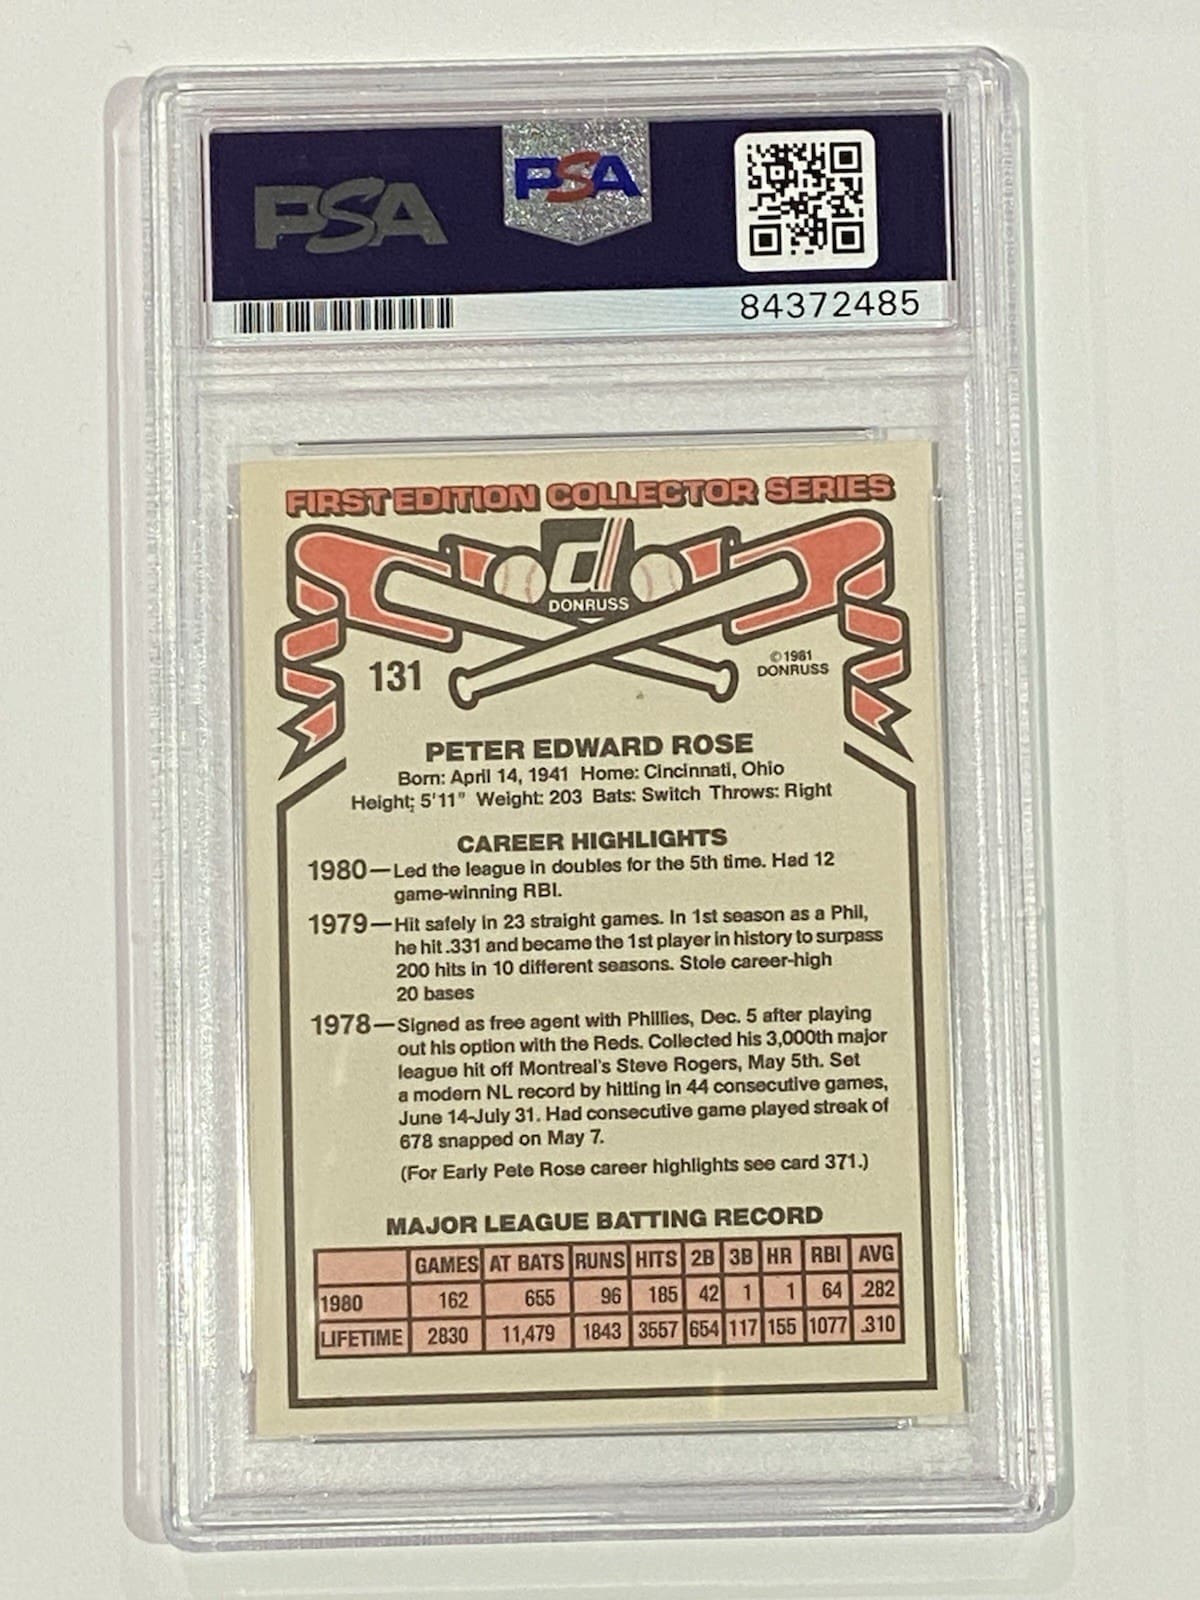 PSA
PSA
84372485
FIRST EDITION COLLECTOR SERIES
d
DONRUSS
131
© 1981
DONRUSS
PETER EDWARD ROSE
Born: April 14, 1941 Home: Cincinnati, Ohio
Height; 5'11" Weight: 203 Bats: Switch Throws: Right
CAREER HIGHLIGHTS
1980—Led the league in doubles for the 5th time. Had 12
game-winning RBI.
1979—Hit safely in 23 straight games. In 1st season as a Phil,
he hit .331 and became the 1st player in history to surpass
200 hits in 10 different seasons. Stole career-high
20 bases
1978—Signed as free agent with Phillies, Dec. 5 after playing
out his option with the Reds. Collected his 3,000th major
league hit off Montreal's Steve Rogers, May 5th. Set
a modern NL record by hitting in 44 consecutive games,
June 14-July 31. Had consecutive game played streak of
678 snapped on May 7.
(For Early Pete Rose career highlights see card 371.)
MAJOR LEAGUE BATTING RECORD
GAMES AT BATS RUNS HITS 2B 3B HR RBI AVG
1980 162 655 96 185 42 1 1 64 .282
LIFETIME 2830 11,479 1843 3557 654 117 155 1077 .310